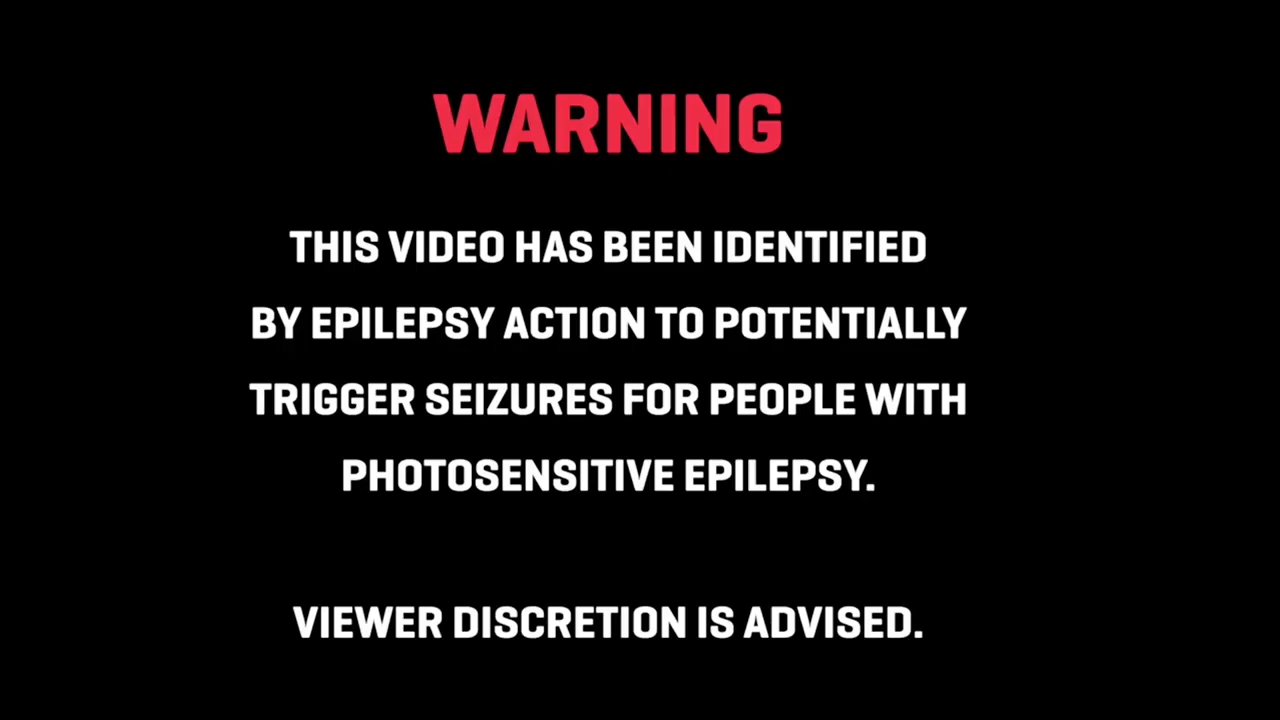 WARNING
THIS VIDEO HAS BEEN IDENTIFIED
BY EPILEPSY ACTION TO POTENTIALLY
TRIGGER SEIZURES FOR PEOPLE WITH
PHOTOSENSITIVE EPILEPSY.
VIEWER DISCRETION IS ADVISED.